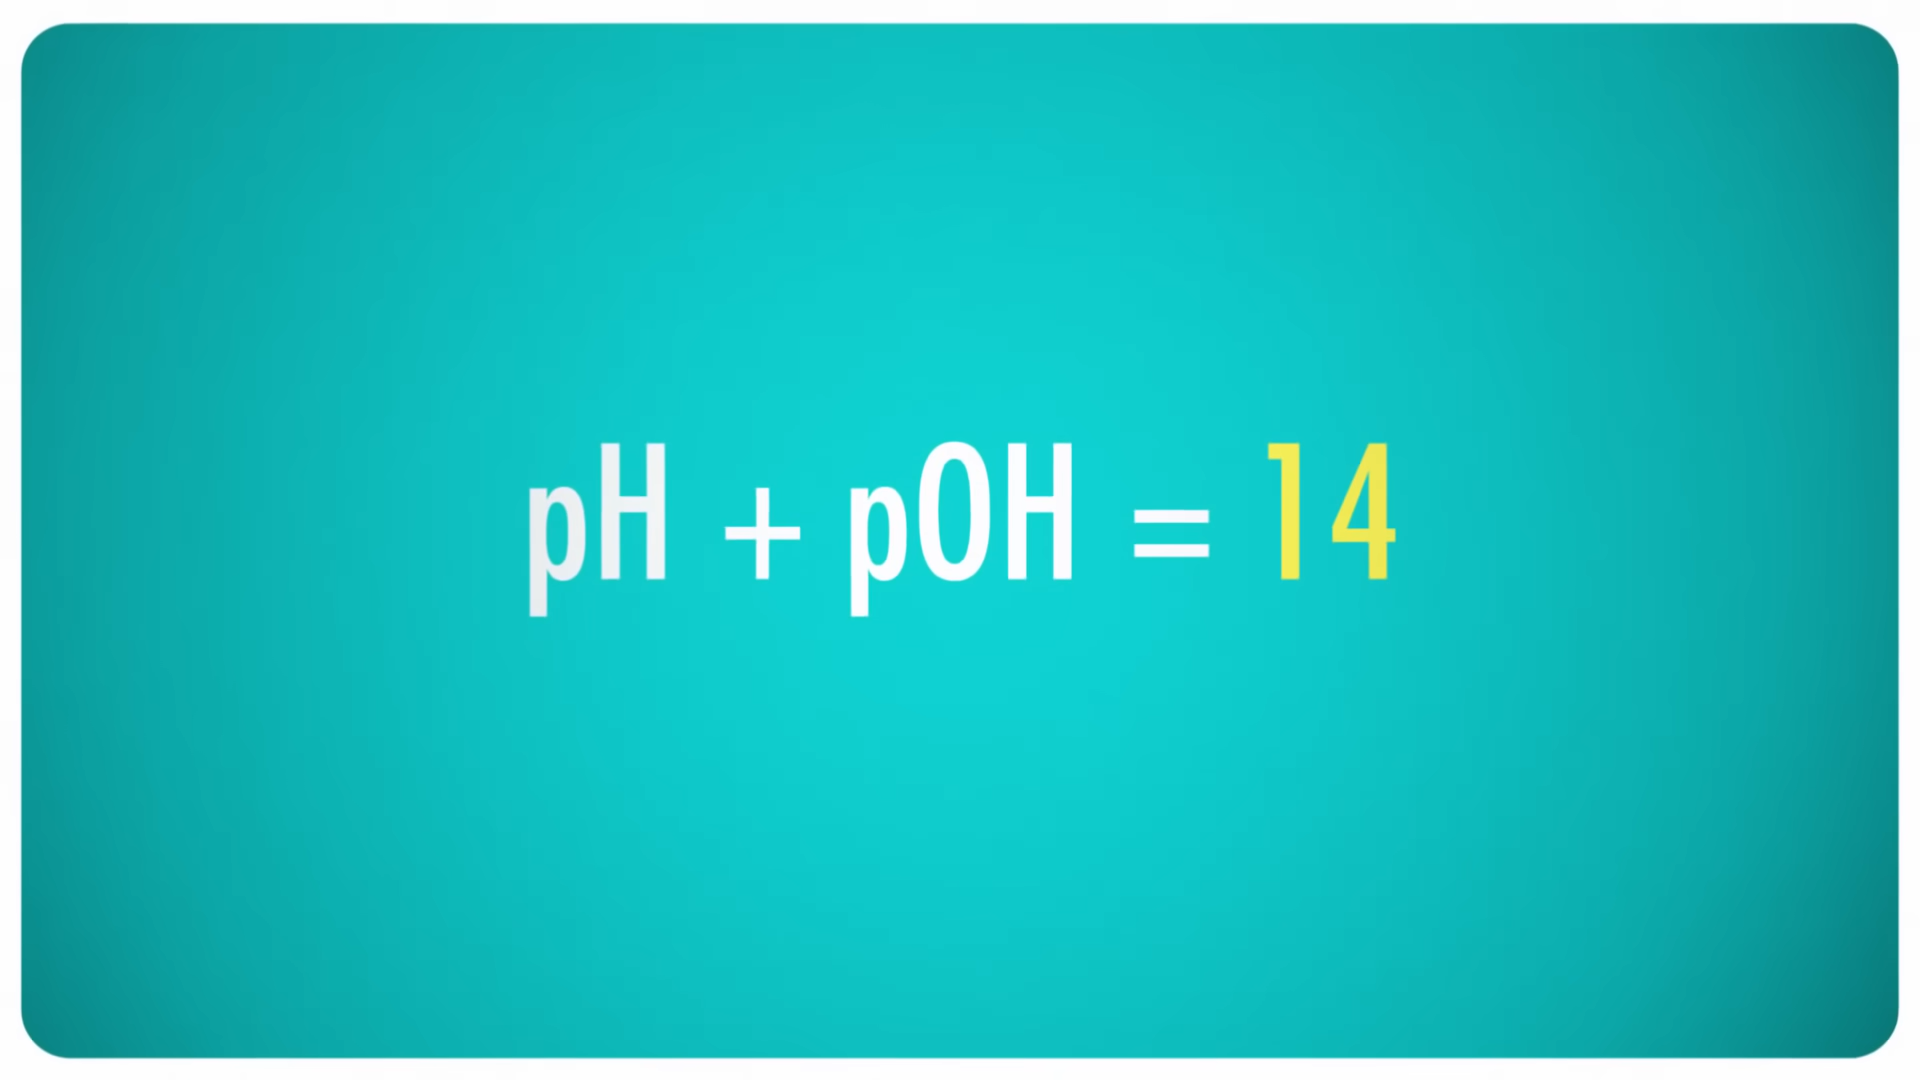 pH + pOH = 14